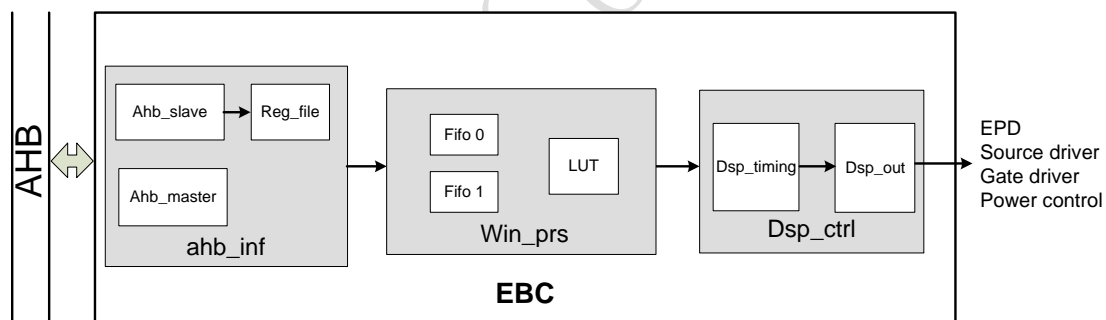 AHB
Ahb_slave
Reg_file
Ahb_master
ahb_inf
Fifo 0
Fifo 1
LUT
Win_prs
Dsp_timing
Dsp_out
Dsp_ctrl
EBC
EPD
Source driver
Gate driver
Power control